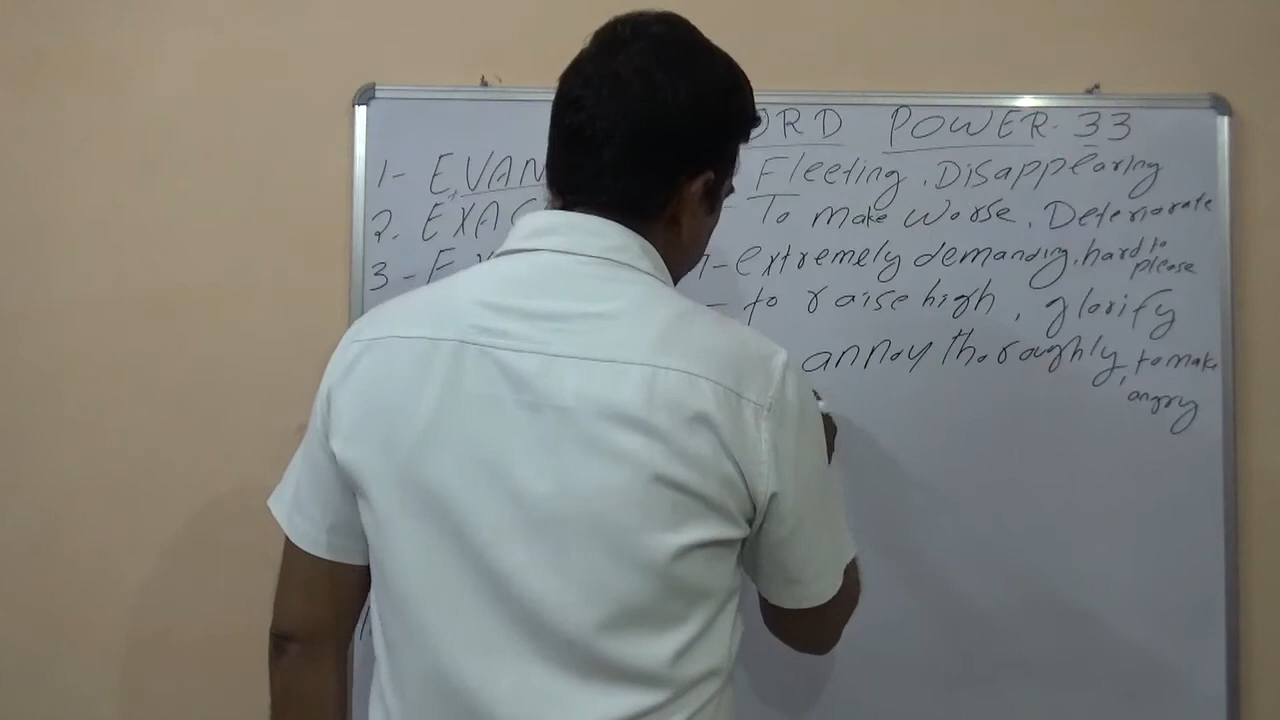 ORD POWER-33
1- EVAN - Fleeting, Disappearing
2. EXAC - To make worse, Deteriorate
3- EX - extremely demanding, hard to please
- to raise high, glorify
annoy thoroughly, to make angry